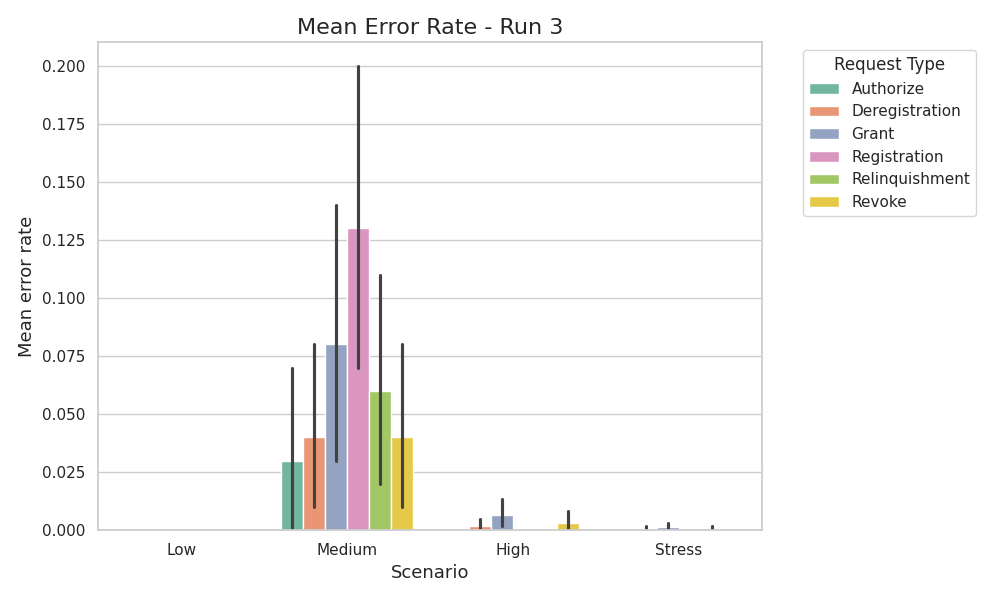 Mean Error Rate - Run 3
Request Type
Authorize
Deregistration
Grant
Registration
Relinquishment
Revoke
Mean error rate
0.200
0.175
0.150
0.125
0.100
0.075
0.050
0.025
0.000
Low Medium High Stress
Scenario